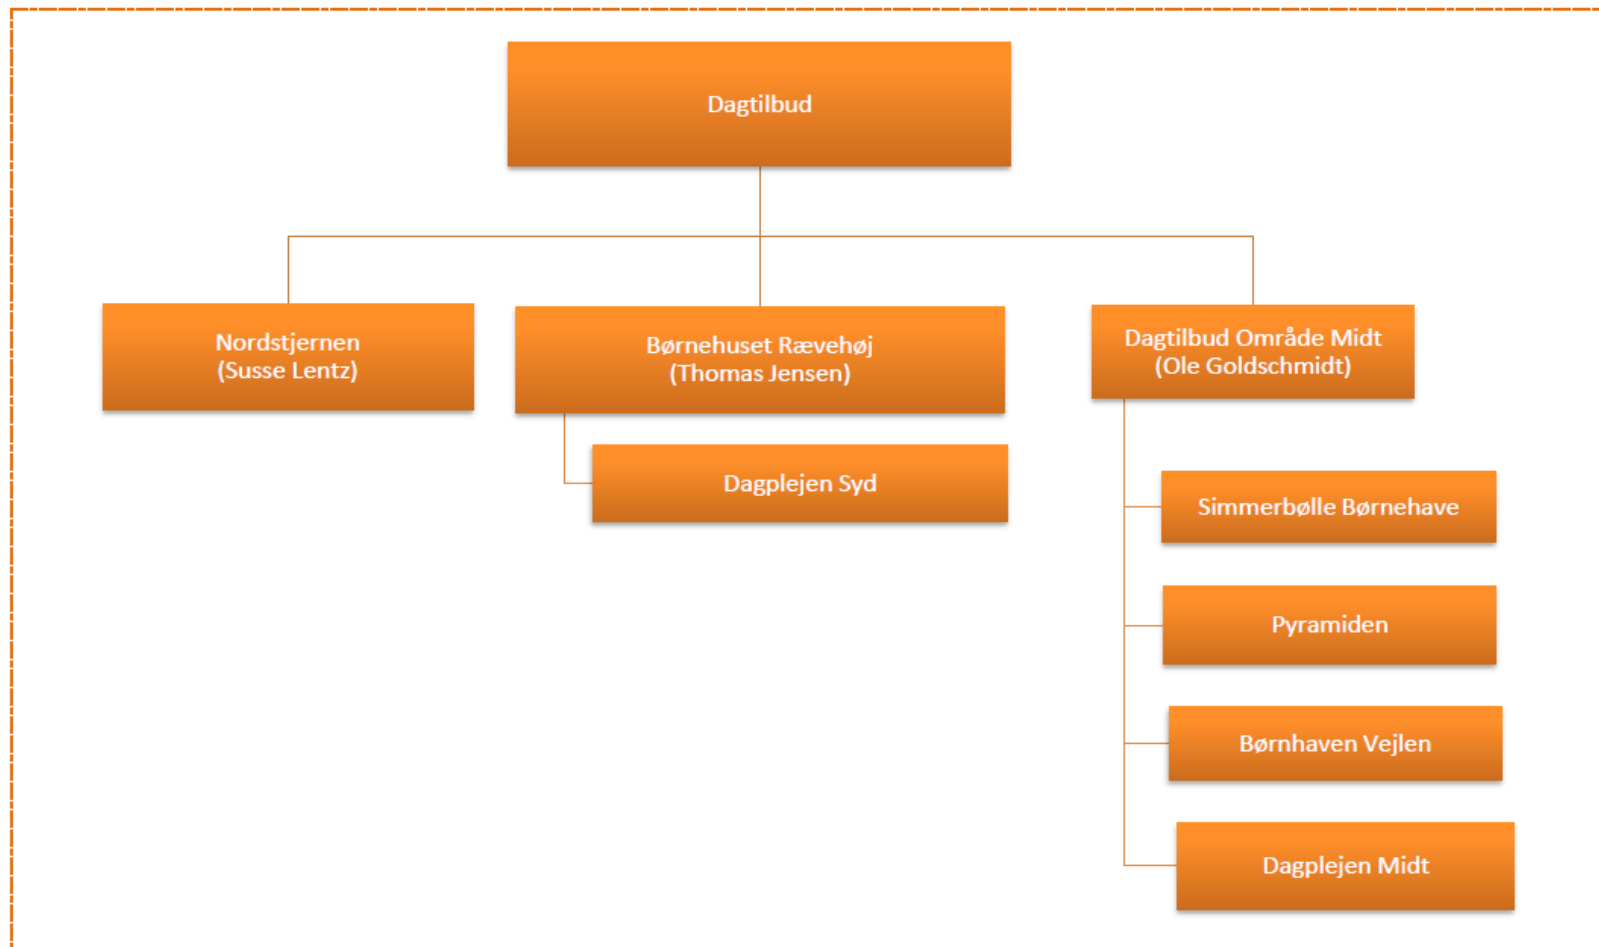 Dagtilbud
Nordstjernen
(Susse Lentz)
Børnehuset Rævehøj
(Thomas Jensen)
Dagplejen Syd
Dagtilbud Område Midt
(Ole Goldschmidt)
Simmerbølle Børnehave
Pyramiden
Børnhaven Vejlen
Dagplejen Midt